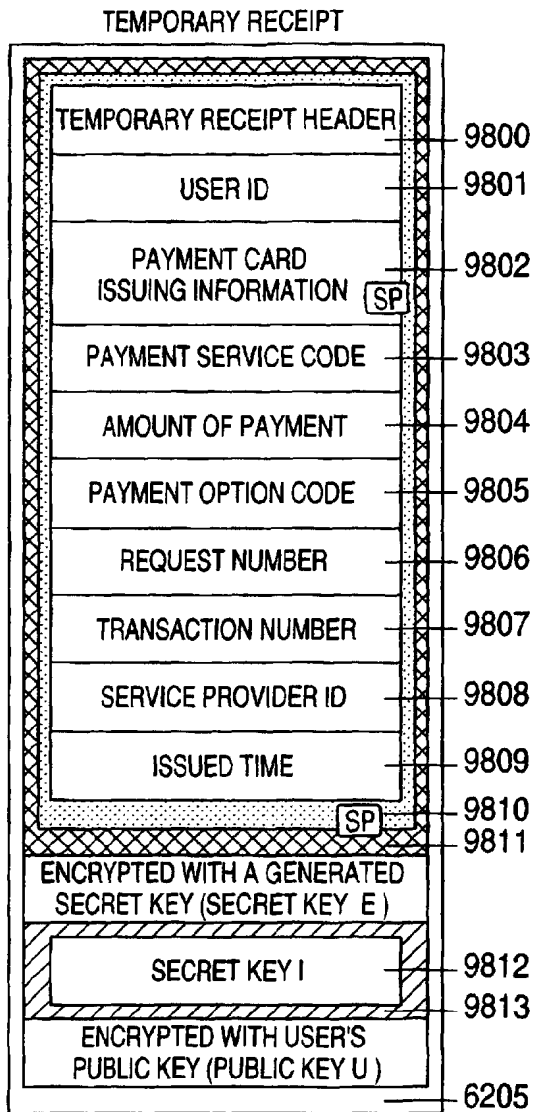 TEMPORARY RECEIPT
TEMPORARY RECEIPT HEADER
9800
USER ID
9801
PAYMENT CARD
ISSUING INFORMATION
SP
9802
PAYMENT SERVICE CODE
9803
AMOUNT OF PAYMENT
9804
PAYMENT OPTION CODE
9805
REQUEST NUMBER
9806
TRANSACTION NUMBER
9807
SERVICE PROVIDER ID
9808
ISSUED TIME
9809
SP
9810
9811
ENCRYPTED WITH A GENERATED
SECRET KEY (SECRET KEY E)
SECRET KEY I
9812
9813
ENCRYPTED WITH USER'S
PUBLIC KEY (PUBLIC KEY U)
6205